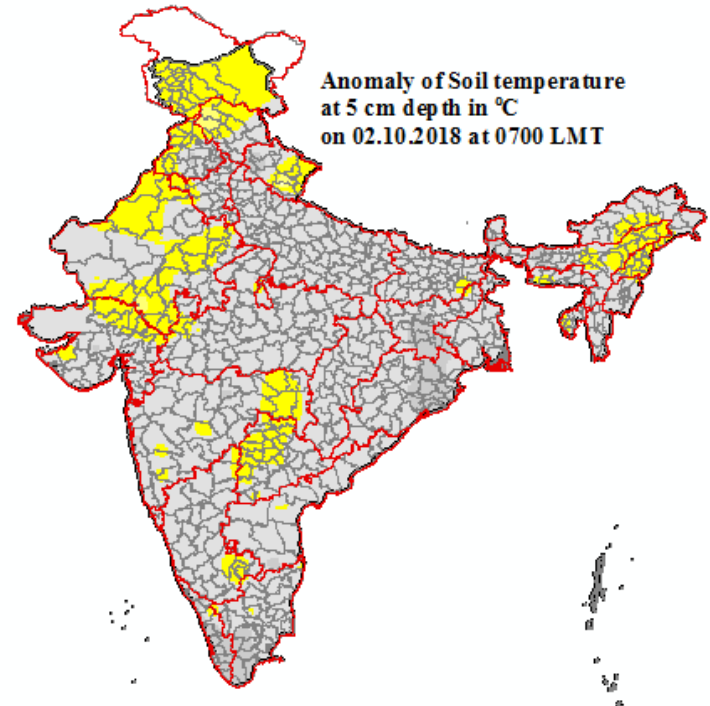 Anomaly of Soil temperature
at 5 cm depth in ⁰C
on 02.10.2018 at 0700 LMT